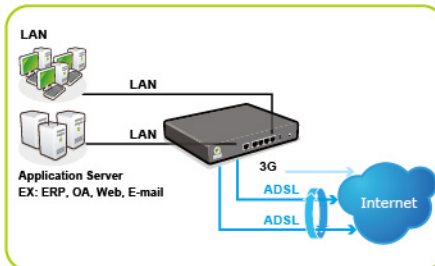 LAN
LAN
LAN
Application Server
EX: ERP, OA, Web, E-mail
3G
ADSL
ADSL
Internet